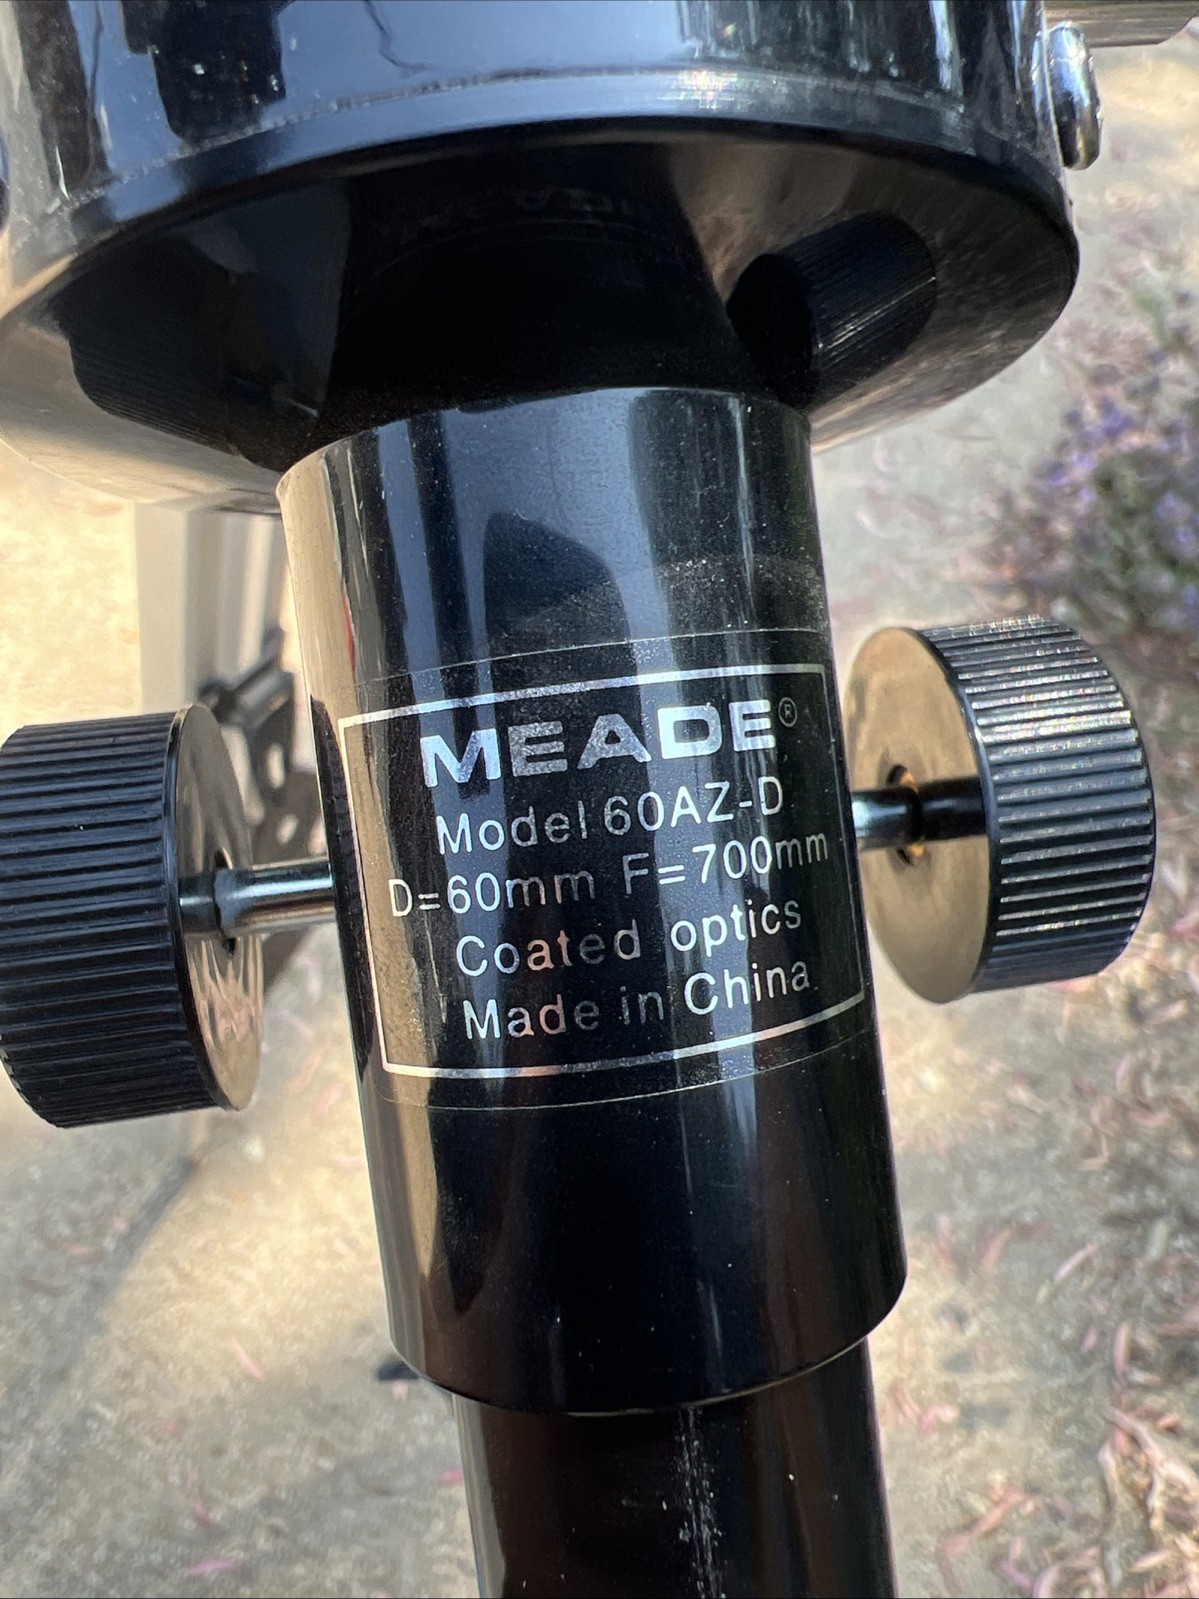 MEADE®
Model 60AZ-D
D=60mm F=700mm
Coated optics
Made in China